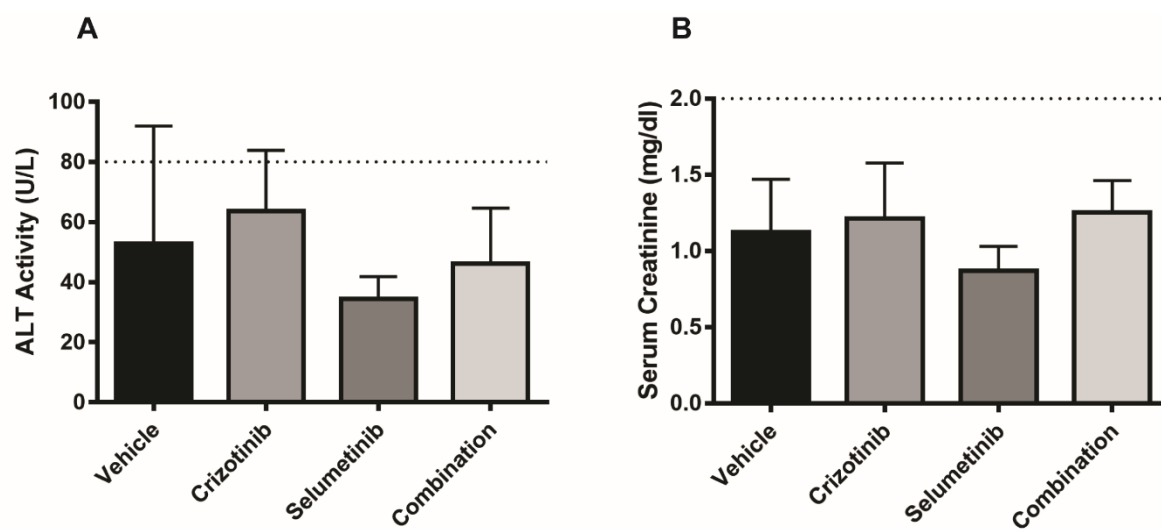 A
ALT Activity (U/L)
100
80
60
40
20
0
Vehicle
Crizotinib
Selumetinib
Combination
B
Serum Creatinine (mg/dl)
2.0
1.5
1.0
0.5
0.0
Vehicle
Crizotinib
Selumetinib
Combination